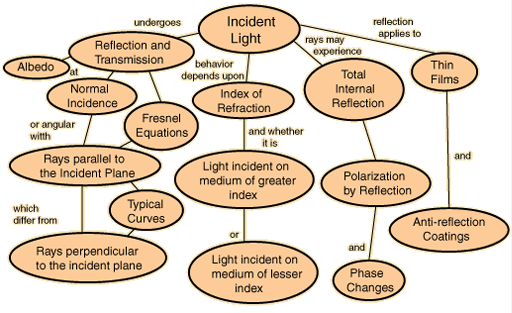 undergoes
Incident
Light
reflection
applies to
Reflection and
Transmission
rays may
experience
Albedo
at
behavior
depends upon
Thin
Films
Normal
Incidence
Index of
Refraction
Total
Internal
Reflection
or angular
witth
Fresnel
Equations
and whether
it is
Rays parallel to
the Incident Plane
Light incident on
medium of greater
index
Polarization
by Reflection
and
which
differ from
Typical
Curves
or
Anti-reflection
Coatings
Rays perpendicular
to the incident plane
Light incident on
medium of lesser
index
and
Phase
Changes